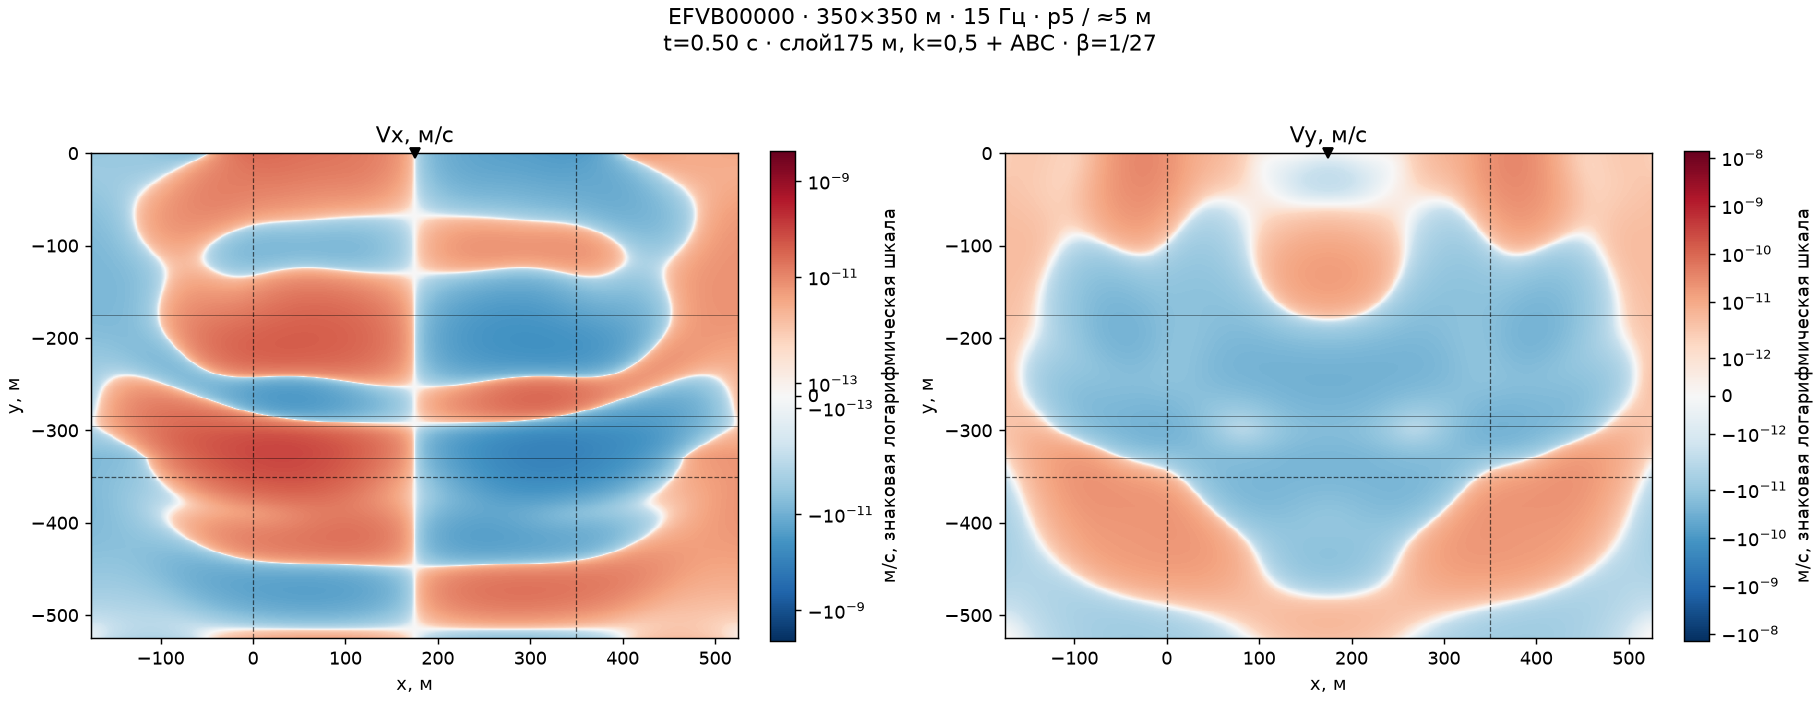 EFVB00000 · 350×350 м · 15 Гц · p5 / ≈5 м
t=0.50 с · слой175 м, k=0,5 + ABC · β=1/27
Vx, м/с
0
−100
−200
−300
−400
−500
y, м
−100 0 100 200 300 400 500
x, м
10⁻⁹
10⁻¹¹
10⁻¹³
0
−10⁻¹³
−10⁻¹¹
−10⁻⁹
м/с, знаковая логарифмическая шкала
Vy, м/с
0
−100
−200
−300
−400
−500
y, м
−100 0 100 200 300 400 500
x, м
10⁻⁸
10⁻⁹
10⁻¹⁰
10⁻¹¹
10⁻¹²
0
−10⁻¹²
−10⁻¹¹
−10⁻¹⁰
−10⁻⁹
−10⁻⁸
м/с, знаковая логарифмическая шкала